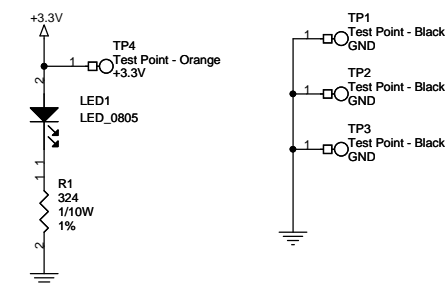 +3.3V
TP4
1
Test Point - Orange
+3.3V
2
LED1
LED_0805
1
1
R1
324
1/10W
1%
2
TP1
1
Test Point - Black
GND
TP2
1
Test Point - Black
GND
TP3
1
Test Point - Black
GND